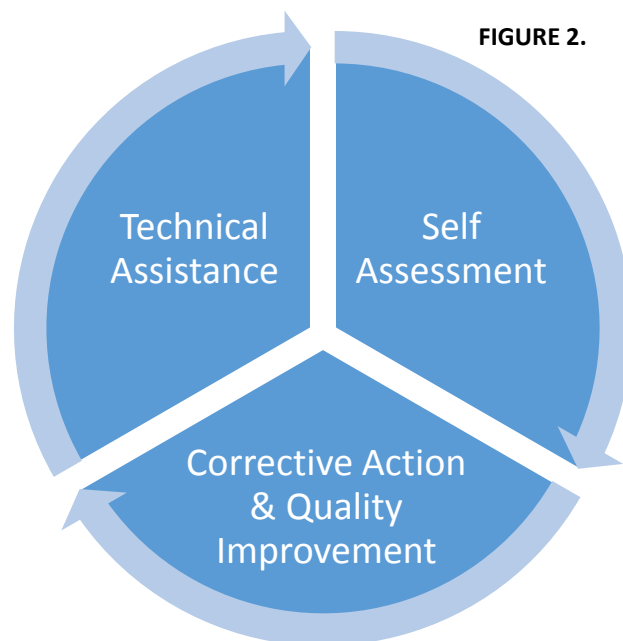 FIGURE 2.
Technical
Assistance
Self
Assessment
Corrective Action
& Quality
Improvement